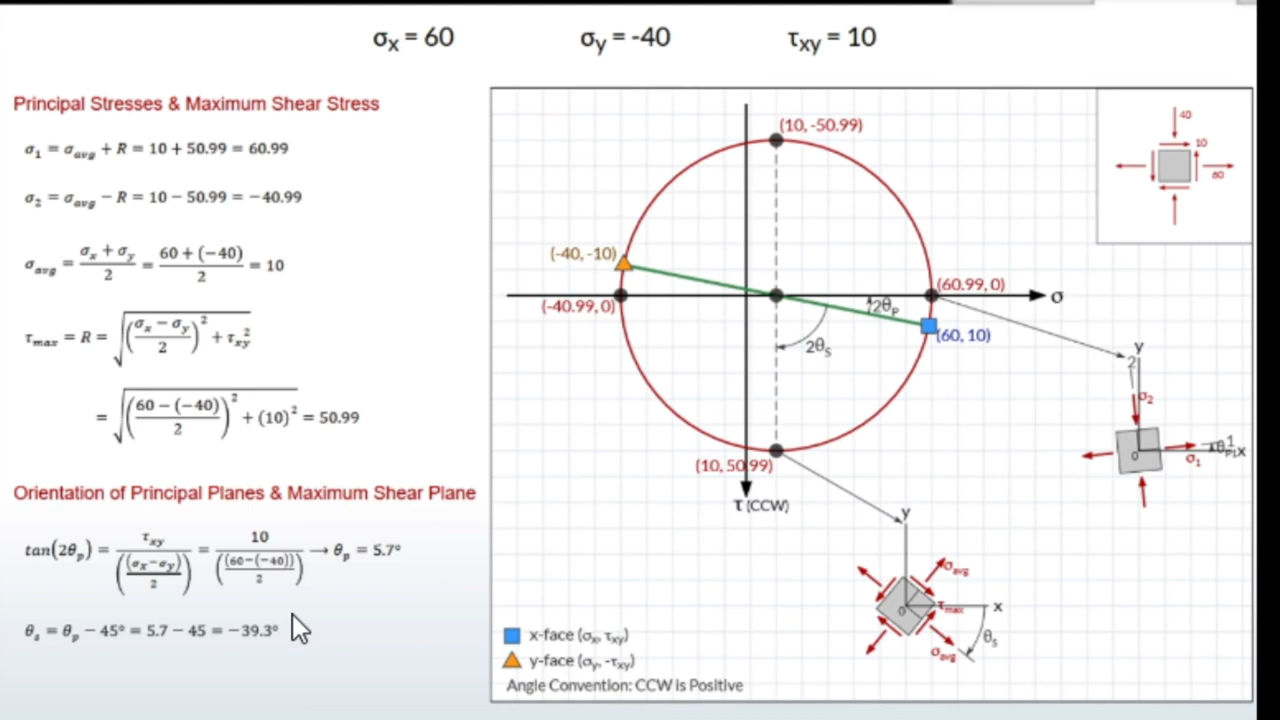 σx = 60 σy = -40 τxy = 10
Principal Stresses & Maximum Shear Stress
σ1 = σavg + R = 10 + 50.99 = 60.99
σ2 = σavg − R = 10 − 50.99 = −40.99
σavg = (σx + σy)/2 = (60 + (−40))/2 = 10
τmax = R = √(((σx − σy)/2)² + τxy²)
= √(((60 − (−40))/2)² + (10)²) = 50.99
Orientation of Principal Planes & Maximum Shear Plane
tan(2θp) = τxy/((σx−σy)/2) = 10/((60−(−40))/2) → θp = 5.7°
θs = θp − 45° = 5.7 − 45 = −39.3°
(10, -50.99)
40
10
60
(-40, -10)
(60.99, 0)
σ
(-40.99, 0)
2θp
(60, 10)
2θs
y
2
σ2
(10, 50.99)
0
σ1
1
θp1
x
τ (CCW)
y
σavg
0
τmax
x
θs
σavg
x-face (σx, τxy)
y-face (σy, -τxy)
Angle Convention: CCW is Positive